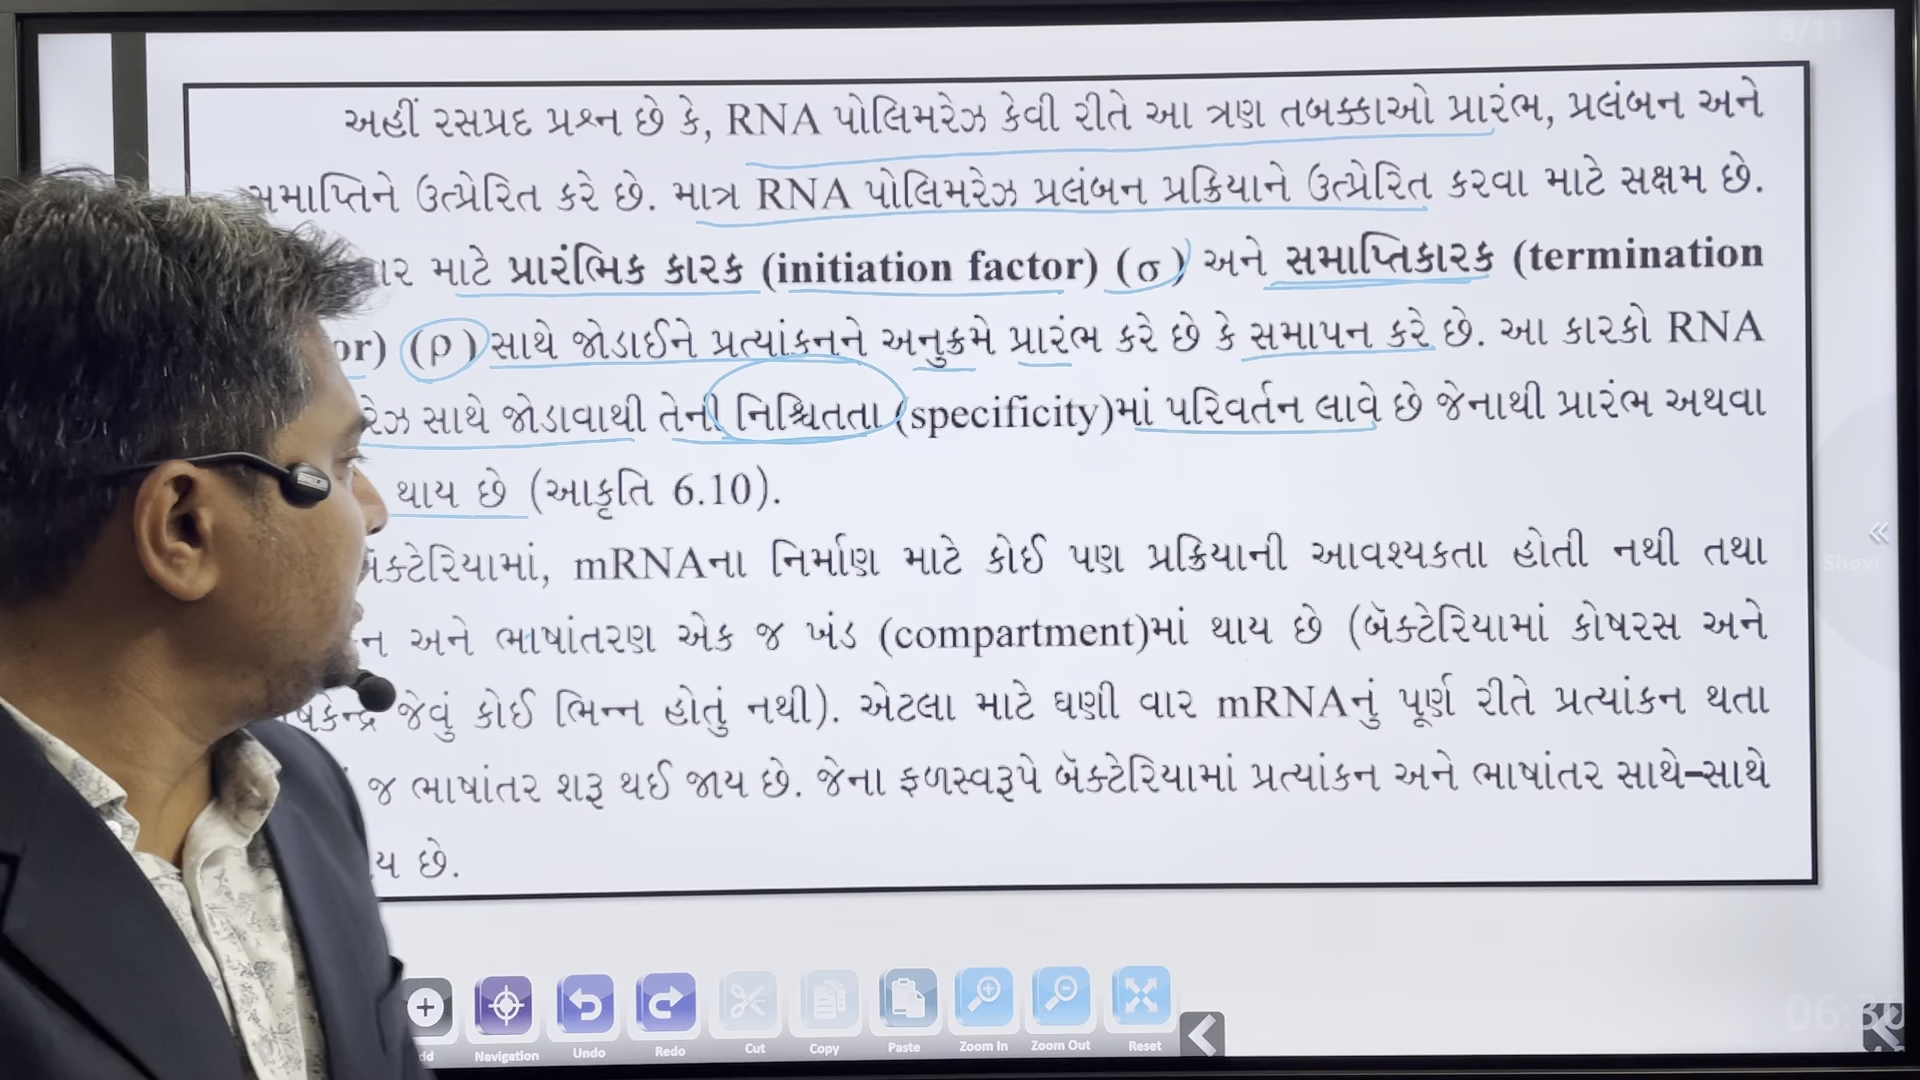 8/11
અહીં રસપ્રદ પ્રશ્ન છે કે, RNA પોલિમરેઝ કેવી રીતે આ ત્રણ તબક્કાઓ પ્રારંભ, પ્રલંબન અને
સમાપ્તિને ઉત્પ્રેરિત કરે છે. માત્ર RNA પોલિમરેઝ પ્રલંબન પ્રક્રિયાને ઉત્પ્રેરિત કરવા માટે સક્ષમ છે.
માટે પ્રારંભિક કારક (initiation factor) (σ) અને સમાપ્તિકારક (termination
(ρ) સાથે જોડાઈને પ્રત્યાંકનને અનુક્રમે પ્રારંભ કરે છે કે સમાપન કરે છે. આ કારકો RNA
સાથે જોડાવાથી તેની નિશ્ચિતતા (specificity)માં પરિવર્તન લાવે છે જેનાથી પ્રારંભ અથવા
થાય છે (આકૃતિ 6.10).
બૅક્ટેરિયામાં, mRNAના નિર્માણ માટે કોઈ પણ પ્રક્રિયાની આવશ્યકતા હોતી નથી તથા
અને ભાષાંતરણ એક જ ખંડ (compartment)માં થાય છે (બૅક્ટેરિયામાં કોષરસ અને
જેવું કોઈ ભિન્ન હોતું નથી). એટલા માટે ઘણી વાર mRNAનું પૂર્ણ રીતે પ્રત્યાંકન થતા
જ ભાષાંતર શરૂ થઈ જાય છે. જેના ફળસ્વરૂપે બૅક્ટેરિયામાં પ્રત્યાંકન અને ભાષાંતર સાથે-સાથે
છે.
Show
Navigation Undo Redo Cut Copy Paste Zoom In Zoom Out Reset